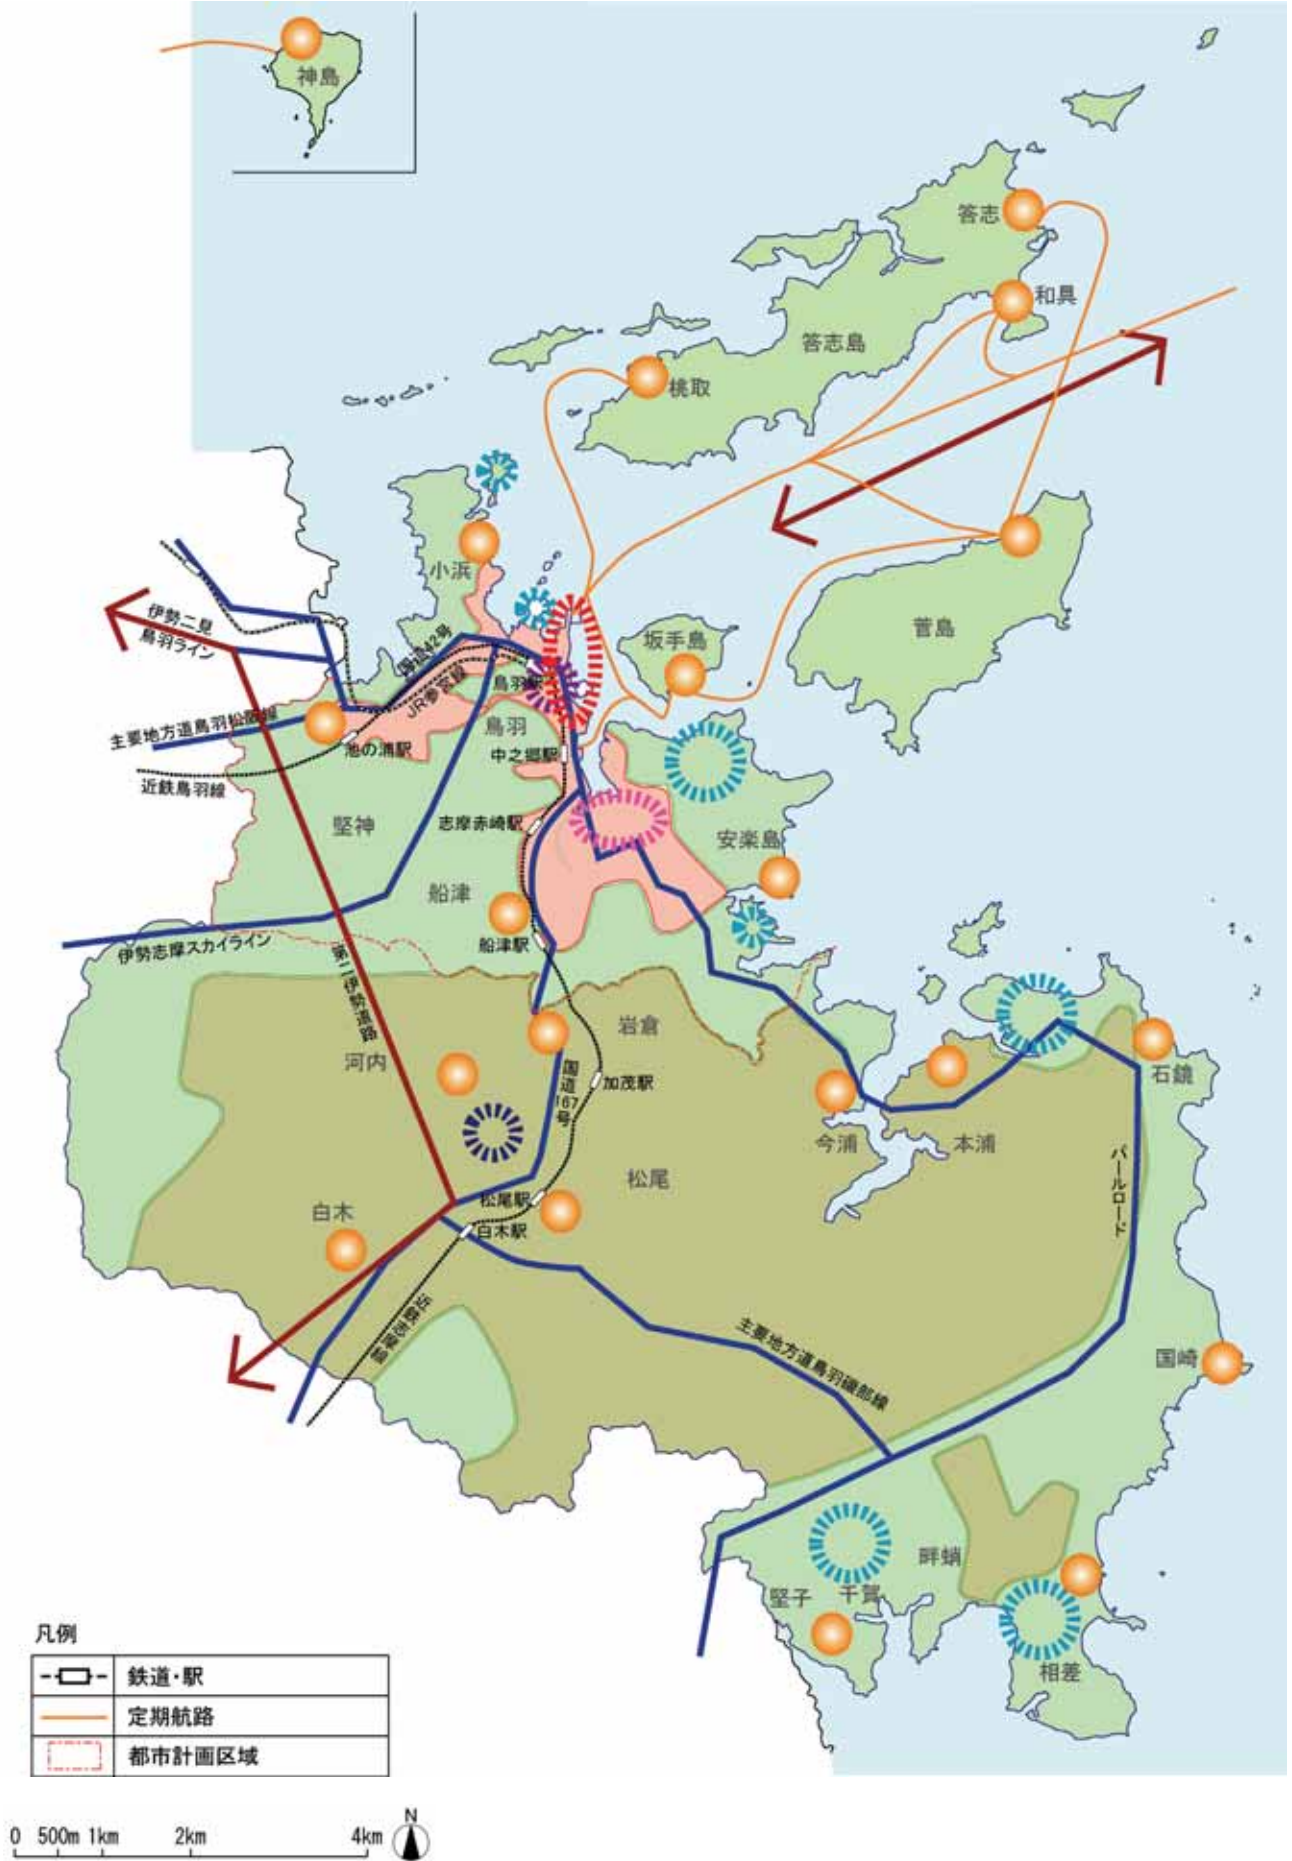 神島
答志
和具
答志島
桃取
小浜
菅島
坂手島
伊勢二見
鳥羽ライン
国道42号
JR参宮線
鳥羽駅
鳥羽
主要地方道鳥羽松阪線
池の浦駅
中之郷駅
近鉄鳥羽線
堅神
志摩赤崎駅
安楽島
船津
船津駅
伊勢志摩スカイライン
第二伊勢道路
岩倉
河内
国道167号
加茂駅
石鏡
今浦
本浦
パールロード
松尾
松尾駅
白木
白木駅
近鉄志摩線
主要地方道鳥羽磯部線
国崎
畔蛸
千賀
堅子
相差
凡例
鉄道・駅
定期航路
都市計画区域
0 500m 1km 2km 4km
N